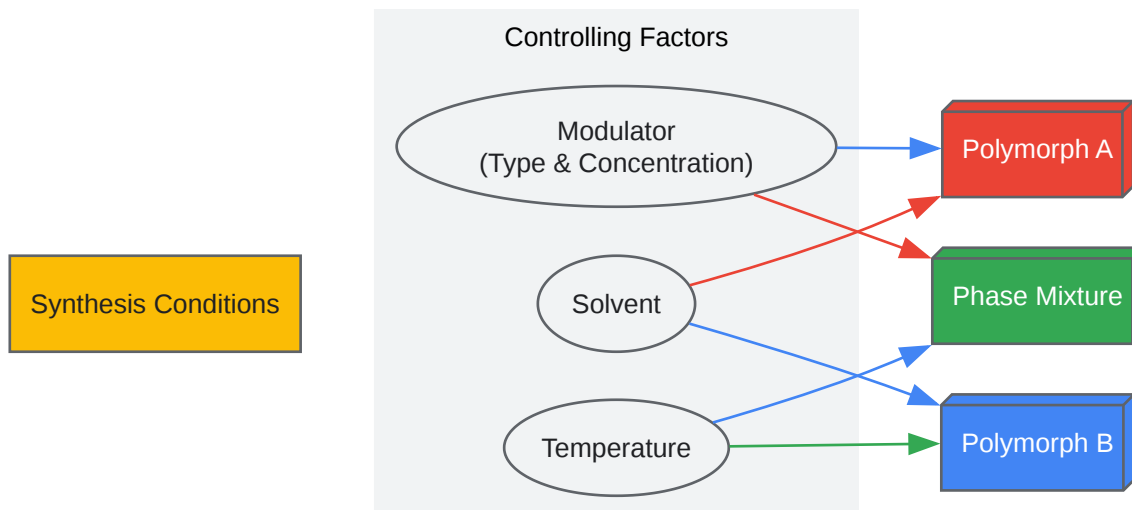 Controlling Factors
Modulator
(Type & Concentration)
Polymorph A
Synthesis Conditions
Solvent
Phase Mixture
Temperature
Polymorph B